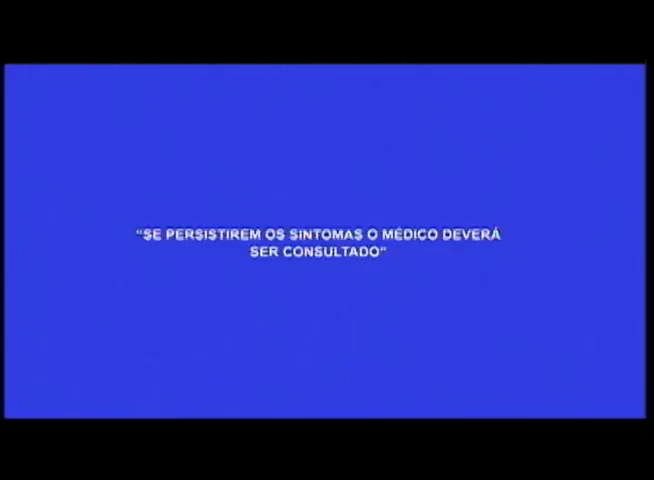 “SE PERSISTIREM OS SINTOMAS O MÉDICO DEVERÁ
SER CONSULTADO”